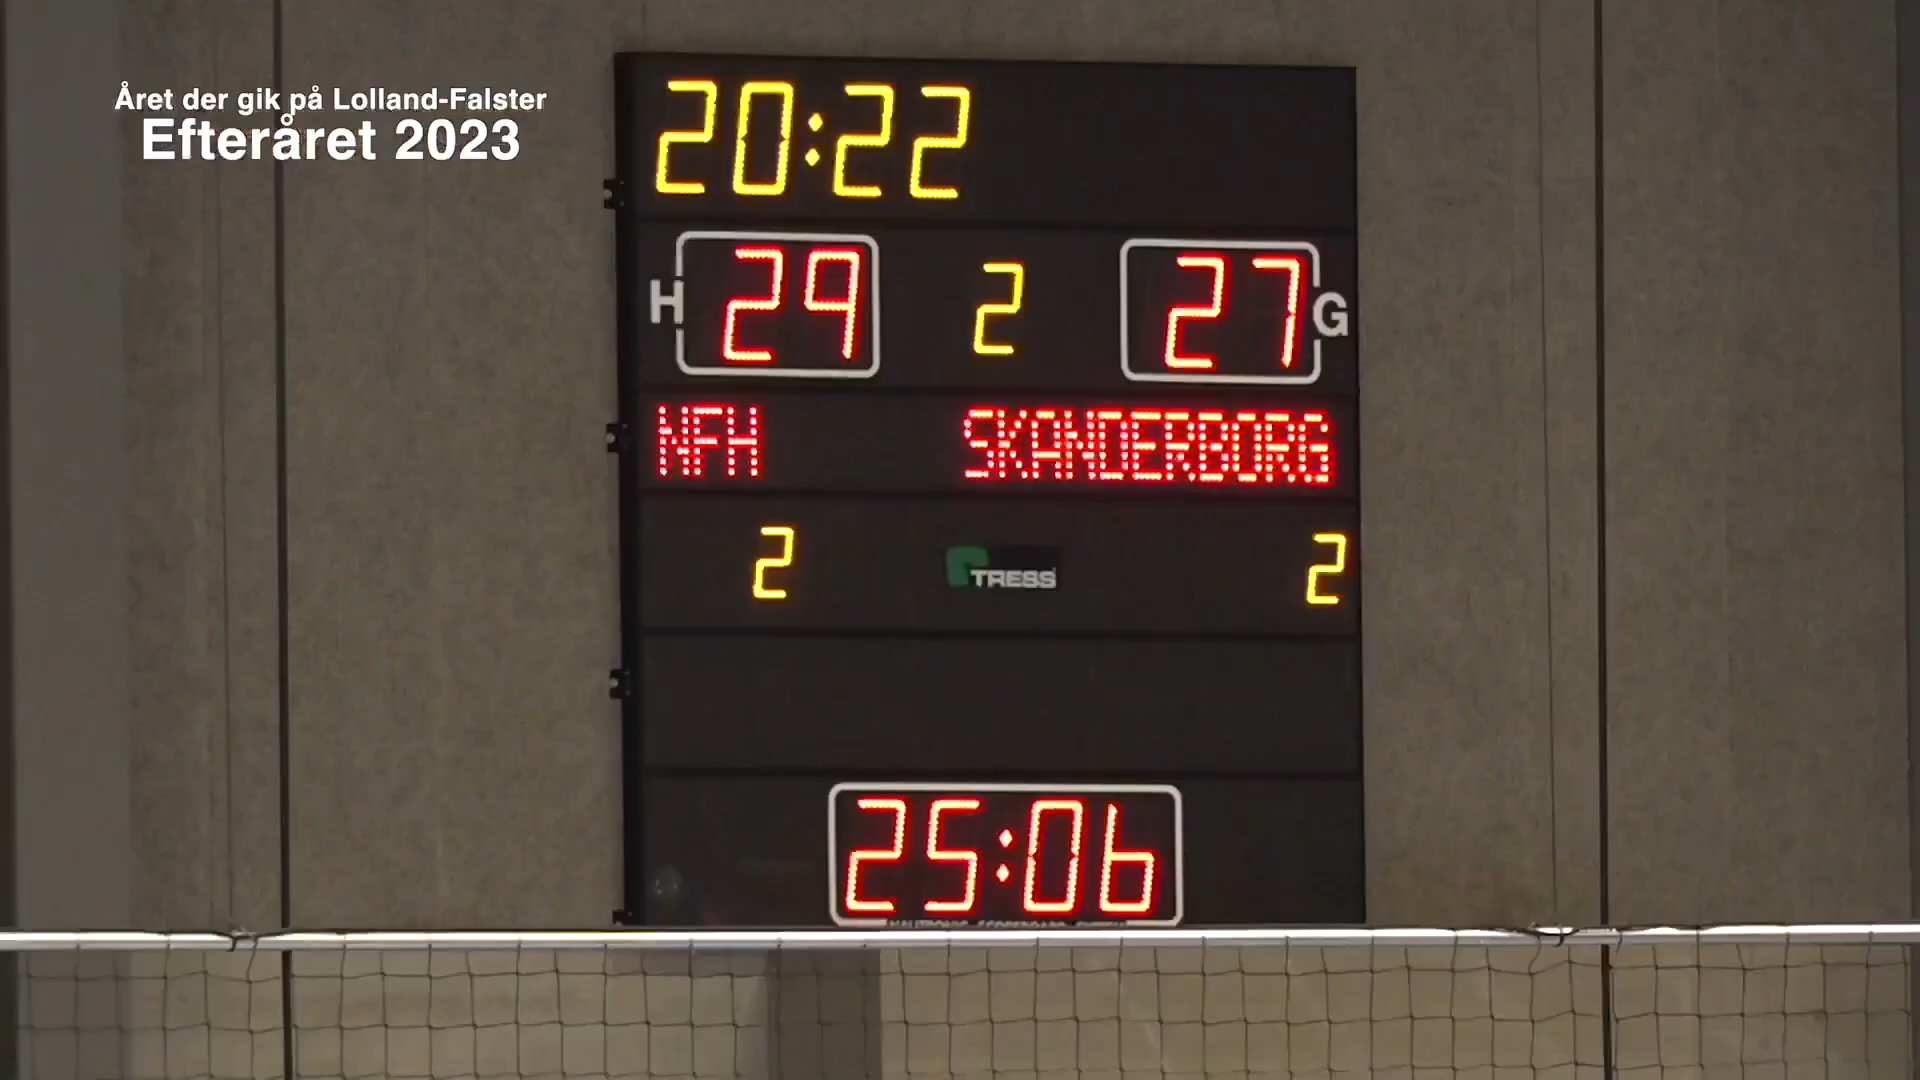 Året der gik på Lolland-Falster
Efteråret 2023
20:22
H 29 2 27 G
NFH SKANDERBORG
2 TRESS 2
25:06